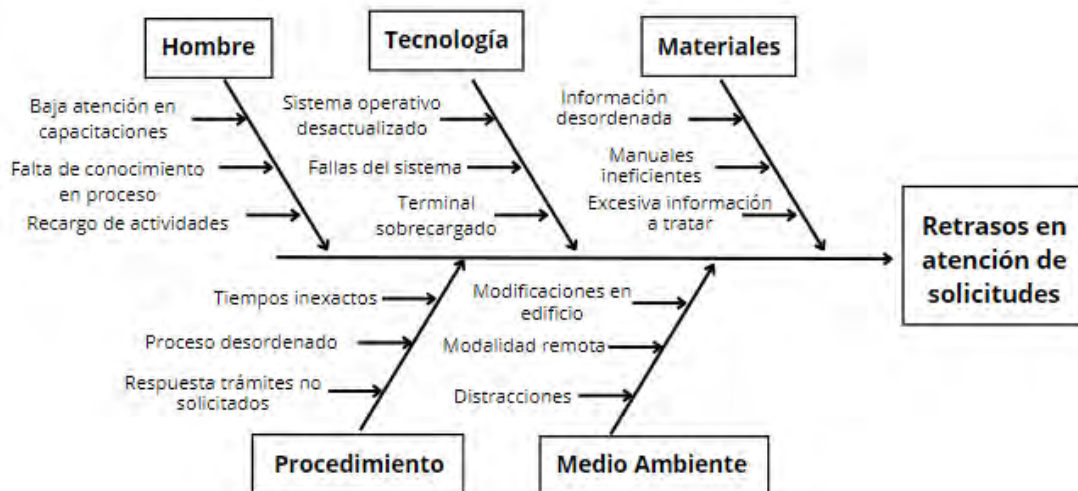 Hombre
Tecnología
Materiales
Baja atención en
capacitaciones
Falta de conocimiento
en proceso
Recargo de actividades
Sistema operativo
desactualizado
Fallas del sistema
Terminal
sobrecargado
Información
desordenada
Manuales
ineficientes
Excesiva información
a tratar
Retrasos en
atención de
solicitudes
Tiempos inexactos
Proceso desordenado
Respuesta trámites no
solicitados
Modificaciones en
edificio
Modalidad remota
Distracciones
Procedimiento
Medio Ambiente